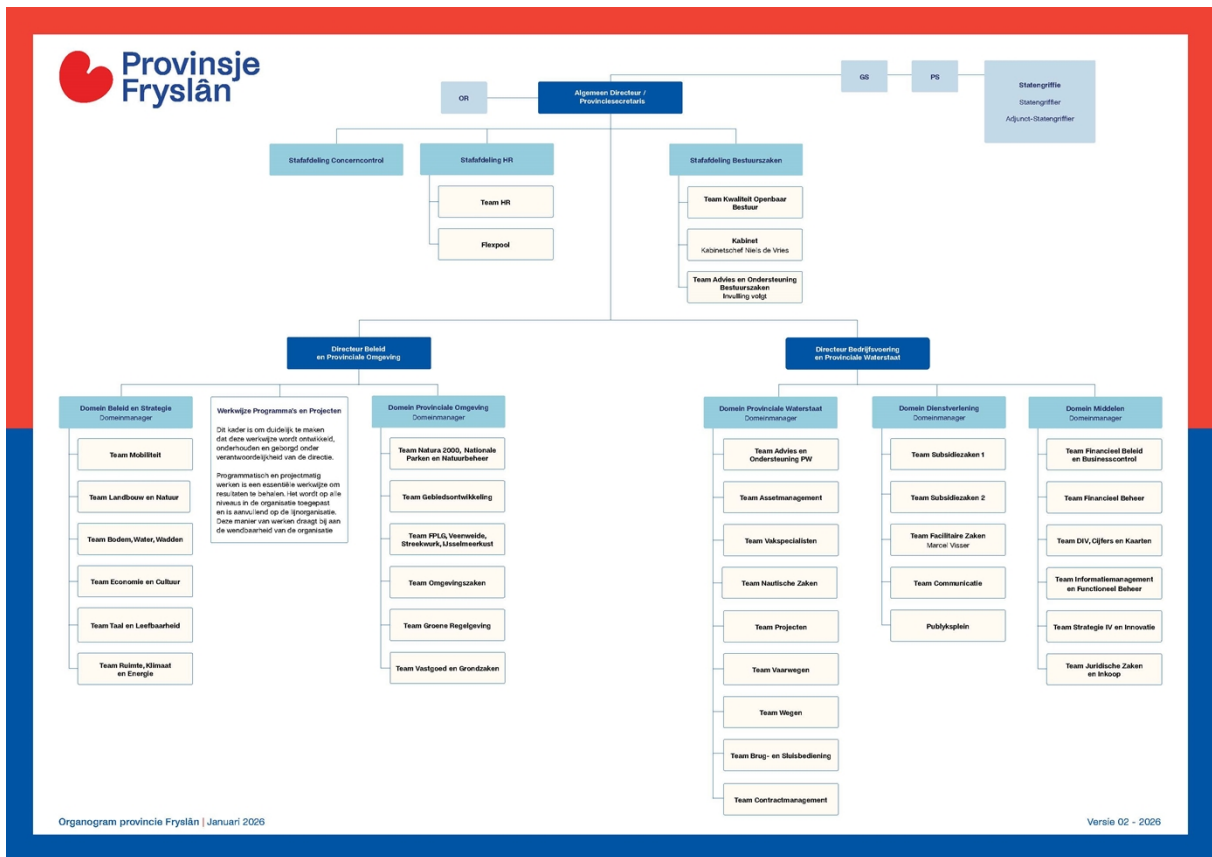 Provinsje
Fryslân
OR
Algemeen Directeur /
Provinciesecretaris
GS
PS
Statengriffie
Statengriffier
Adjunct-Statengriffier
Stafafdeling Concerncontrol
Stafafdeling HR
Stafafdeling Bestuurszaken
Team HR
Flexpool
Team Kwaliteit Openbaar
Bestuur
Kabinet
Kabinetschef Niels de Vries
Team Advies en Ondersteuning
Bestuurszaken
Invulling volgt
Directeur Beleid
en Provinciale Omgeving
Directeur Bedrijfsvoering
en Provinciale Waterstaat
Domein Beleid en Strategie
Domeinmanager
Team Mobiliteit
Team Landbouw en Natuur
Team Bodem, Water, Wadden
Team Economie en Cultuur
Team Taal en Leefbaarheid
Team Ruimte, Klimaat
en Energie
Werkwijze Programma's en Projecten
Dit kader is om duidelijk te maken
dat deze werkwijze wordt ontwikkeld,
onderhouden en geborgd onder
verantwoordelijkheid van de directie.
Programmatisch en projectmatig
werken is een essentiële werkwijze om
resultaten te behalen. Het wordt op alle
niveaus in de organisatie toegepast
en is aanvullend op de lijnorganisatie.
Deze manier van werken draagt bij aan
de wendbaarheid van de organisatie
Domein Provinciale Omgeving
Domeinmanager
Team Natura 2000, Nationale
Parken en Natuurbeheer
Team Gebiedsontwikkeling
Team FPLG, Veenweide,
Streekwurk, IJsselmeerkust
Team Omgevingszaken
Team Groene Regelgeving
Team Vastgoed en Grondzaken
Domein Provinciale Waterstaat
Domeinmanager
Team Advies en
Ondersteuning PW
Team Assetmanagement
Team Vakspecialisten
Team Nautische Zaken
Team Projecten
Team Vaarwegen
Team Wegen
Team Brug- en Sluisbediening
Team Contractmanagement
Domein Dienstverlening
Domeinmanager
Team Subsidiezaken 1
Team Subsidiezaken 2
Team Facilitaire Zaken
Marcel Visser
Team Communicatie
Publyksplein
Domein Middelen
Domeinmanager
Team Financieel Beleid
en Businesscontrol
Team Financieel Beheer
Team DIV, Cijfers en Kaarten
Team Informatiemanagement
en Functioneel Beheer
Team Strategie IV en Innovatie
Team Juridische Zaken
en Inkoop
Organogram provincie Fryslân | Januari 2026
Versie 02 - 2026